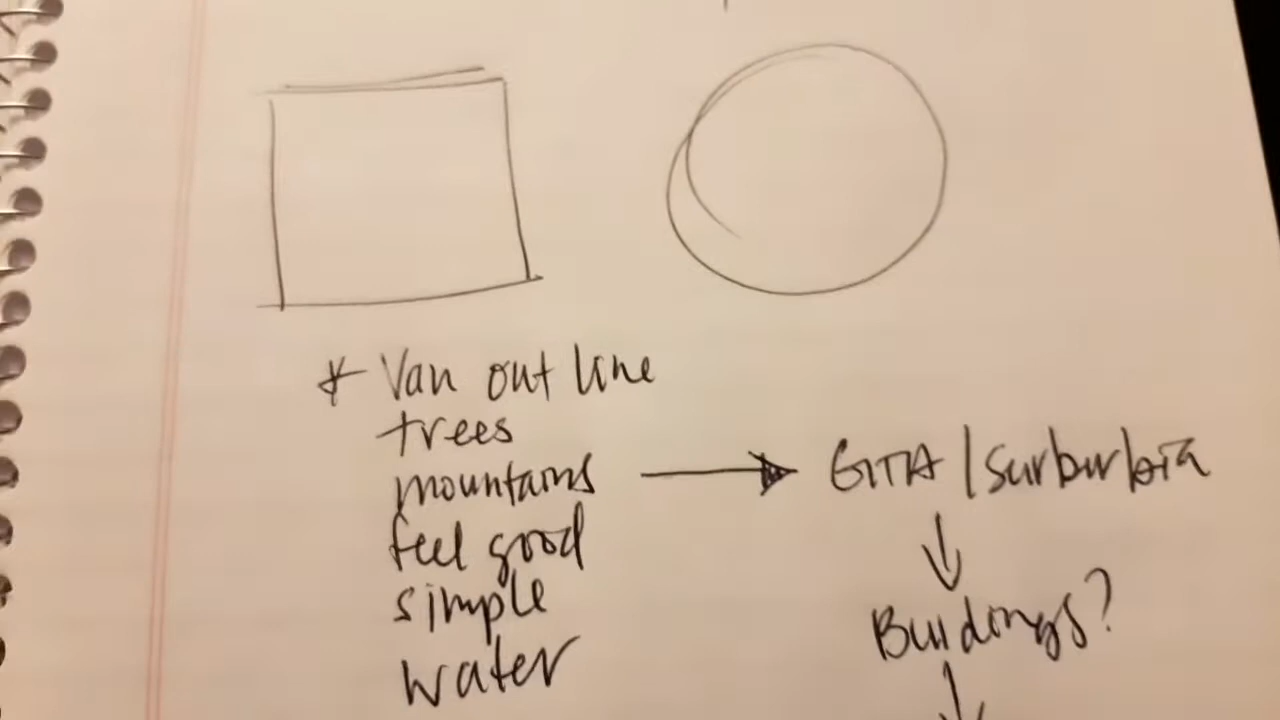 * Van out line
trees
mountains
feel good
simple
water
GTA / surburbia
Buildings?